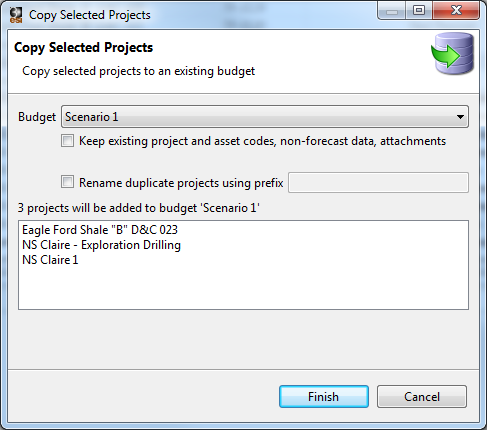 Copy Selected Projects
Copy Selected Projects
Copy selected projects to an existing budget
Budget Scenario 1
Keep existing project and asset codes, non-forecast data, attachments
Rename duplicate projects using prefix
3 projects will be added to budget 'Scenario 1'
Eagle Ford Shale "B" D&C 023
NS Claire - Exploration Drilling
NS Claire 1
Finish Cancel